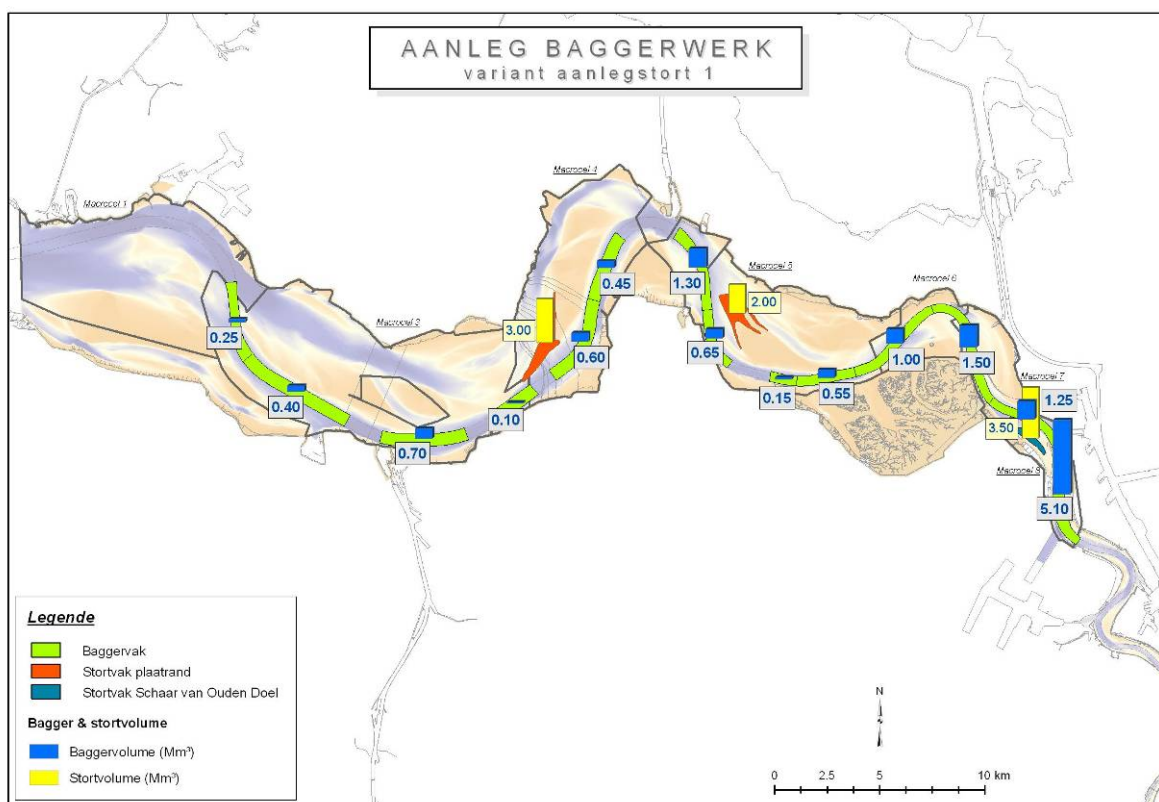 AANLEG BAGGERWERK
variant aanlegstort 1
Macrocel 4
Macrocel 1
Macrocel 5
Macrocel 6
Macrocel 3
Macrocel 7
0.45
1.30
2.00
0.25
3.00
0.60
0.65
1.00
1.50
0.40
0.10
0.15
0.55
1.25
0.70
3.50
5.10
Legende
Baggervak
Stortvak plaatrand
Stortvak Schaar van Ouden Doel
Bagger & stortvolume
Baggervolume (Mm³)
Stortvolume (Mm³)
N
0 2.5 5 10 km